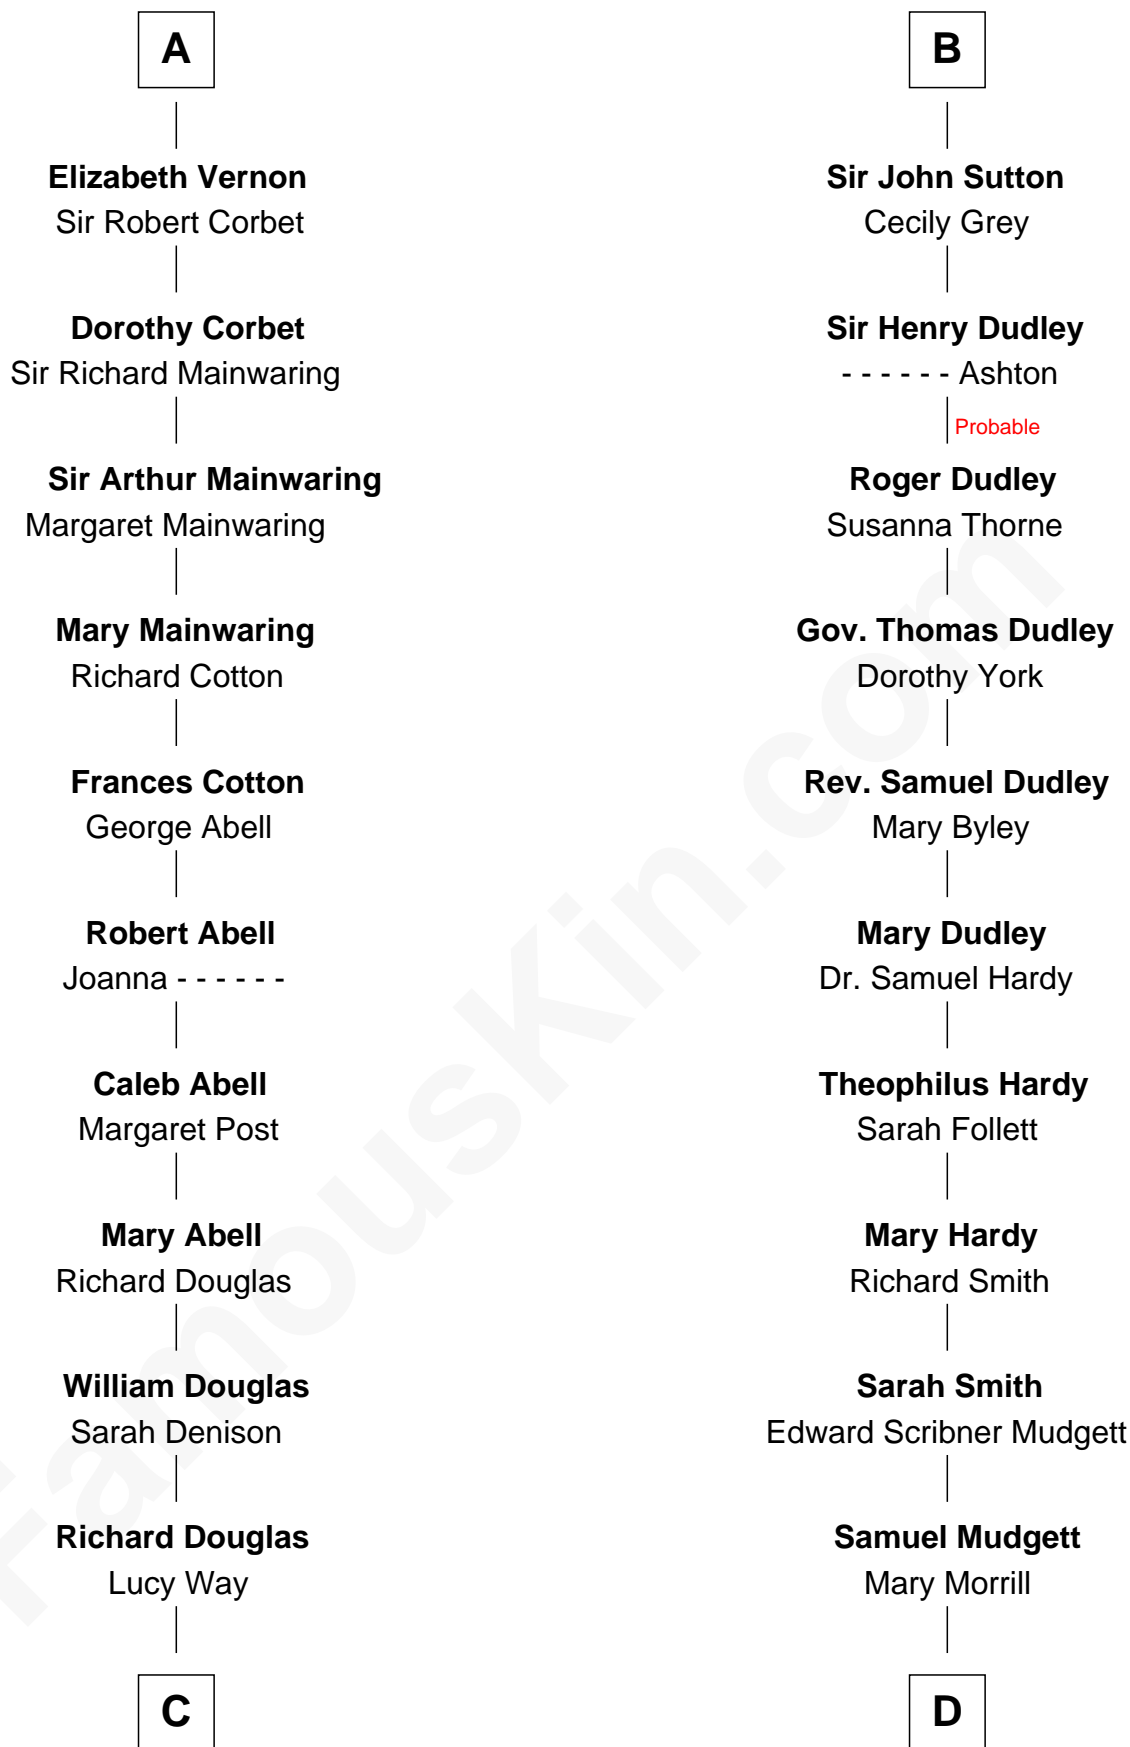 A
Elizabeth Vernon
Sir Robert Corbet
Dorothy Corbet
Sir Richard Mainwaring
Sir Arthur Mainwaring
Margaret Mainwaring
Mary Mainwaring
Richard Cotton
Frances Cotton
George Abell
Robert Abell
Joanna - - - - - -
Caleb Abell
Margaret Post
Mary Abell
Richard Douglas
William Douglas
Sarah Denison
Richard Douglas
Lucy Way
C
B
Sir John Sutton
Cecily Grey
Sir Henry Dudley
- - - - - - Ashton
Probable
Roger Dudley
Susanna Thorne
Gov. Thomas Dudley
Dorothy York
Rev. Samuel Dudley
Mary Byley
Mary Dudley
Dr. Samuel Hardy
Theophilus Hardy
Sarah Follett
Mary Hardy
Richard Smith
Sarah Smith
Edward Scribner Mudgett
Samuel Mudgett
Mary Morrill
D
FamousKin.com